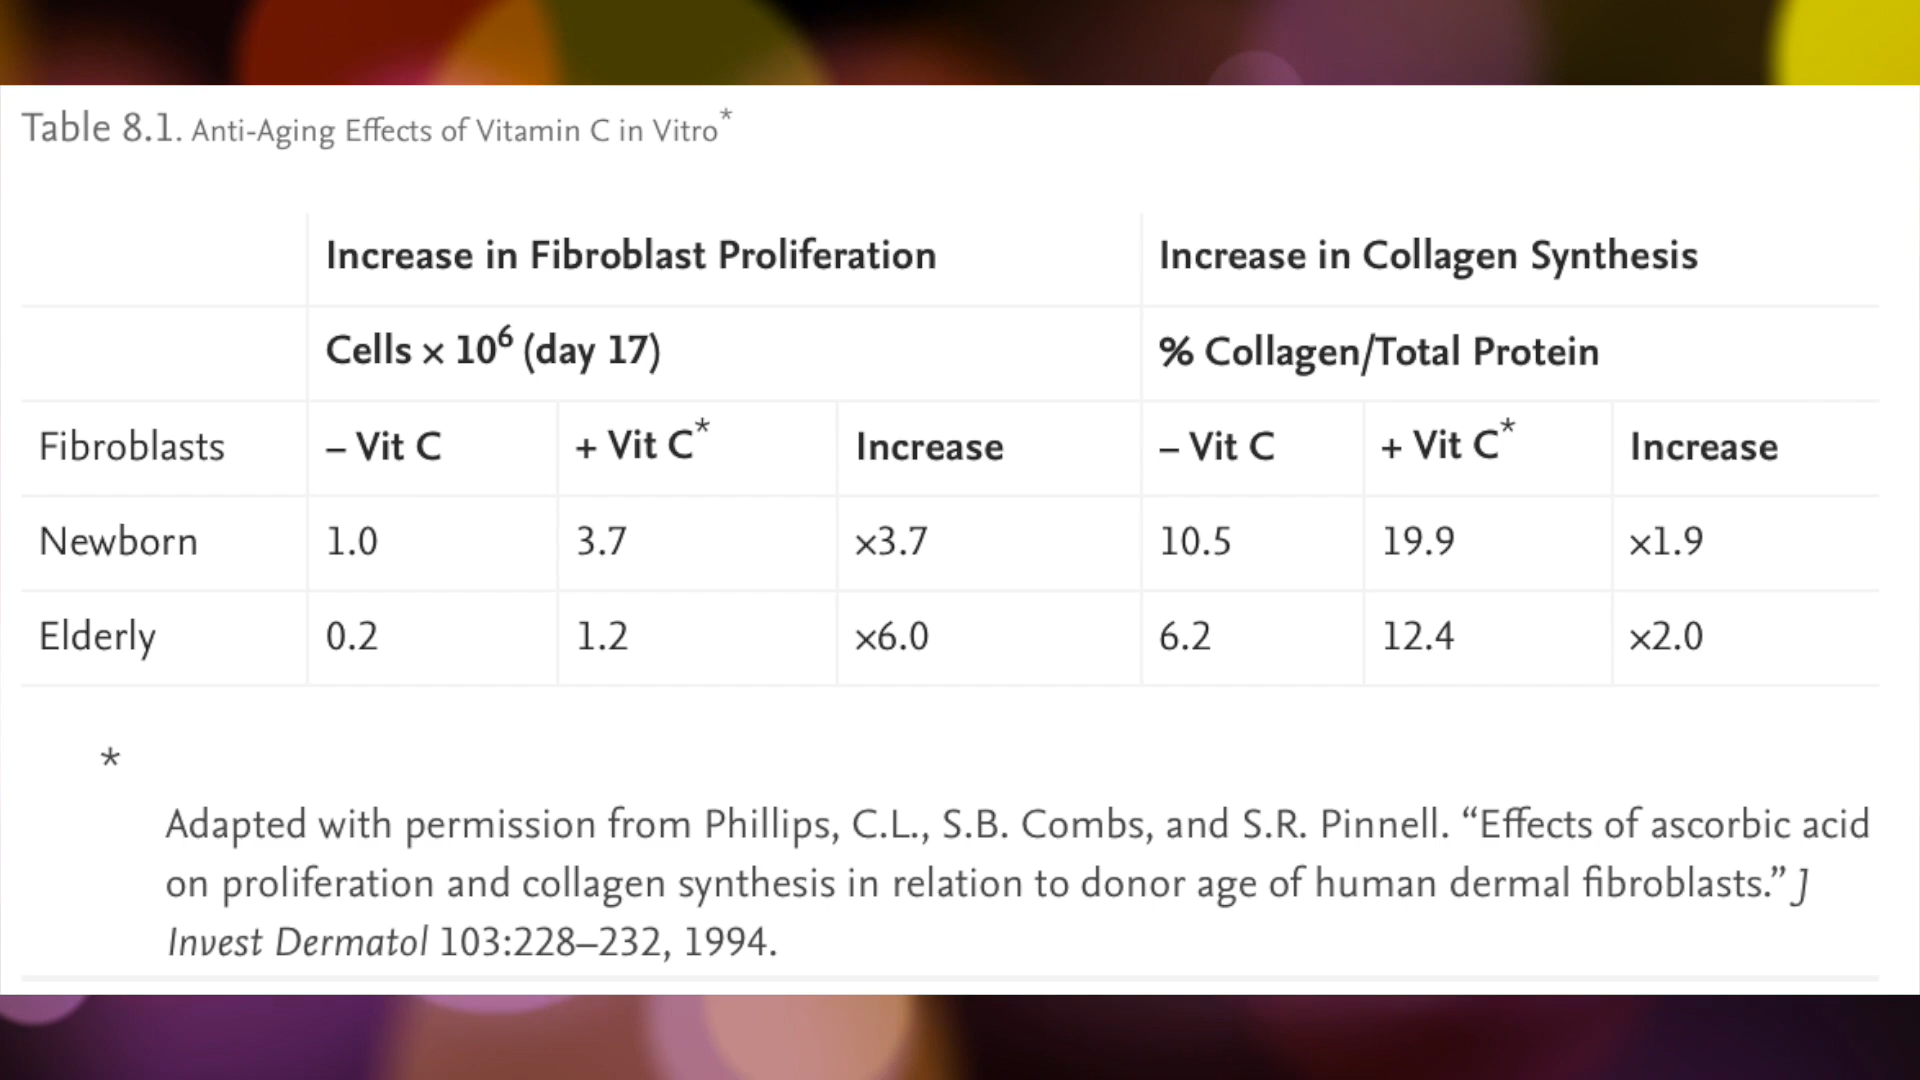 Table 8.1. Anti-Aging Effects of Vitamin C in Vitro*
Increase in Fibroblast Proliferation Increase in Collagen Synthesis
Cells × 10⁶ (day 17) % Collagen/Total Protein
Fibroblasts – Vit C + Vit C* Increase – Vit C + Vit C* Increase
Newborn 1.0 3.7 ×3.7 10.5 19.9 ×1.9
Elderly 0.2 1.2 ×6.0 6.2 12.4 ×2.0
*
Adapted with permission from Phillips, C.L., S.B. Combs, and S.R. Pinnell. “Effects of ascorbic acid
on proliferation and collagen synthesis in relation to donor age of human dermal fibroblasts.” J
Invest Dermatol 103:228–232, 1994.